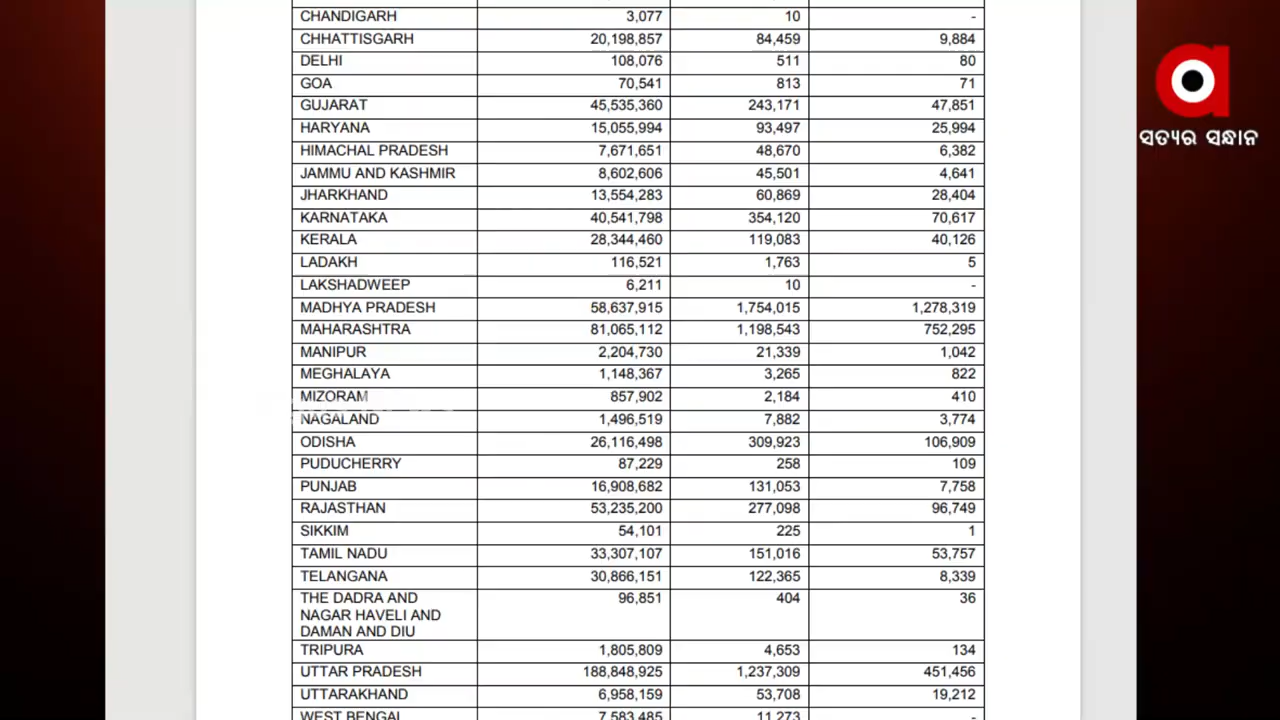 CHANDIGARH 3,077 10 -
CHHATTISGARH 20,198,857 84,459 9,884
DELHI 108,076 511 80
GOA 70,541 813 71
GUJARAT 45,535,360 243,171 47,851
HARYANA 15,055,994 93,497 25,994
HIMACHAL PRADESH 7,671,651 48,670 6,382
JAMMU AND KASHMIR 8,602,606 45,501 4,641
JHARKHAND 13,554,283 60,869 28,404
KARNATAKA 40,541,798 354,120 70,617
KERALA 28,344,460 119,083 40,126
LADAKH 116,521 1,763 5
LAKSHADWEEP 6,211 10 -
MADHYA PRADESH 58,637,915 1,754,015 1,278,319
MAHARASHTRA 81,065,112 1,198,543 752,295
MANIPUR 2,204,730 21,339 1,042
MEGHALAYA 1,148,367 3,265 822
MIZORAM 857,902 2,184 410
NAGALAND 1,496,519 7,882 3,774
ODISHA 26,116,498 309,923 106,909
PUDUCHERRY 87,229 258 109
PUNJAB 16,908,682 131,053 7,758
RAJASTHAN 53,235,200 277,098 96,749
SIKKIM 54,101 225 1
TAMIL NADU 33,307,107 151,016 53,757
TELANGANA 30,866,151 122,365 8,339
THE DADRA AND 96,851 404 36
NAGAR HAVELI AND
DAMAN AND DIU
TRIPURA 1,805,809 4,653 134
UTTAR PRADESH 188,848,925 1,237,309 451,456
UTTARAKHAND 6,958,159 53,708 19,212
WEST BENGAL 7,583,485 11,273 -
ସତ୍ୟର ସନ୍ଧାନ